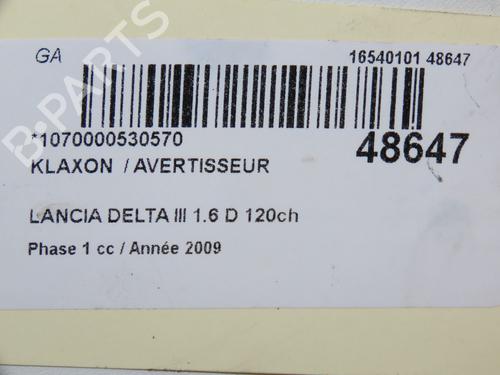 GA 16540101 48647
*1070000530570 48647
KLAXON / AVERTISSEUR
LANCIA DELTA III 1.6 D 120ch
Phase 1 cc / Année 2009
B-PARTS